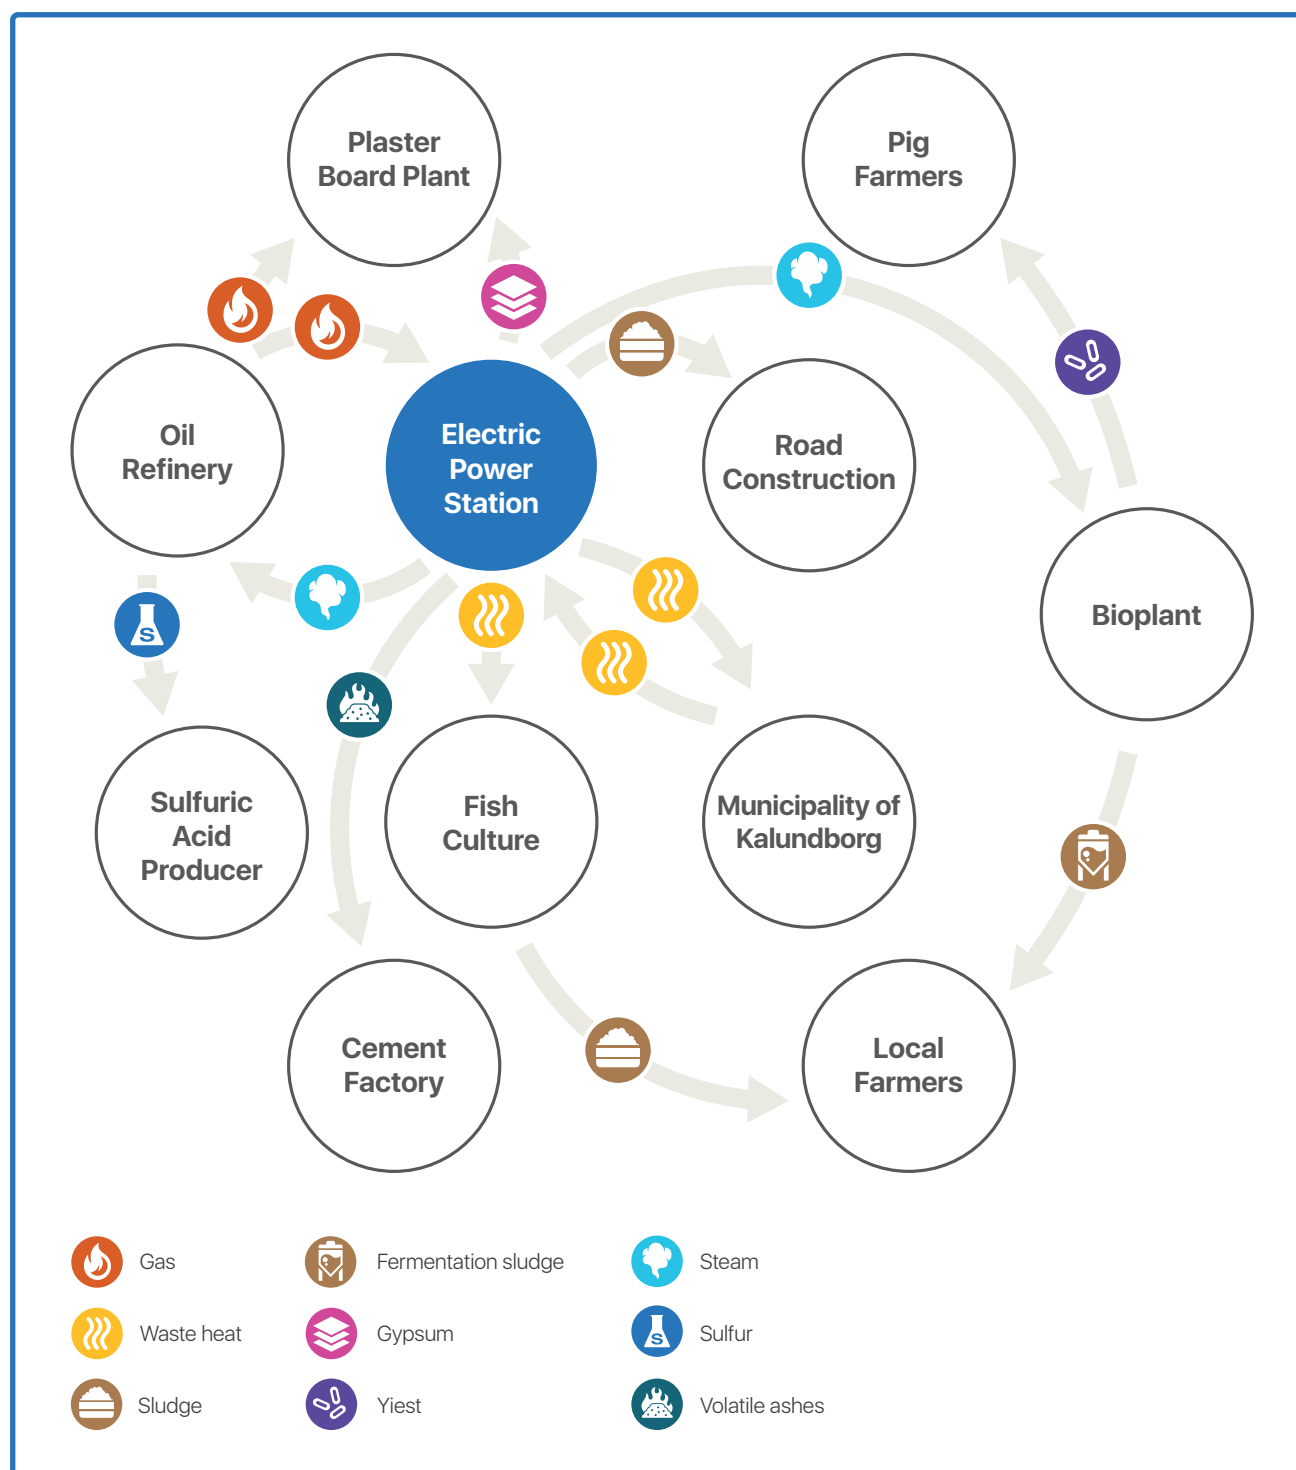 Plaster
Board Plant
Pig
Farmers
Oil
Refinery
Electric
Power
Station
Road
Construction
Bioplant
S
Sulfuric
Acid
Producer
Fish
Culture
Municipality of
Kalundborg
Cement
Factory
Local
Farmers
Gas
Fermentation sludge
Steam
Waste heat
Gypsum
S
Sulfur
Sludge
Yiest
Volatile ashes